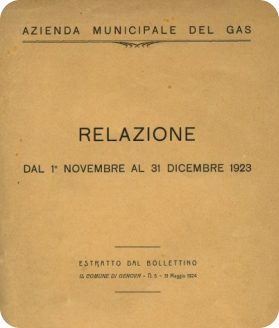 AZIENDA MUNICIPALE DEL GAS
RELAZIONE
DAL 1° NOVEMBRE AL 31 DICEMBRE 1923
ESTRATTO DAL BOLLETTINO
IL COMUNE DI GENOVA - N. 5 - 31 Maggio 1924